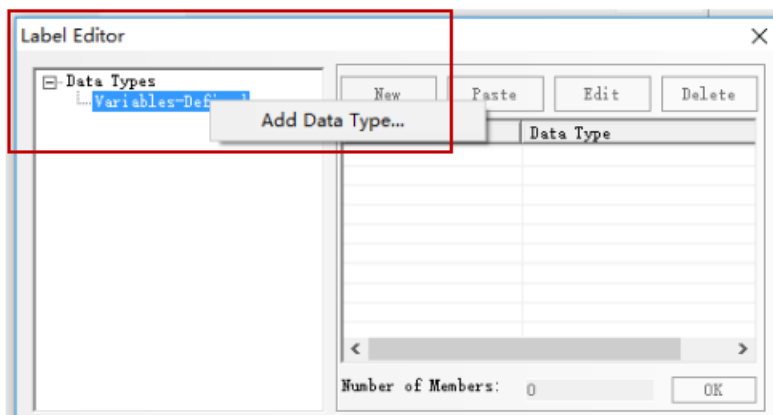 Label Editor
Data Types
New Paste Edit Delete
Add Data Type...
Data Type
Number of Members: 0 OK